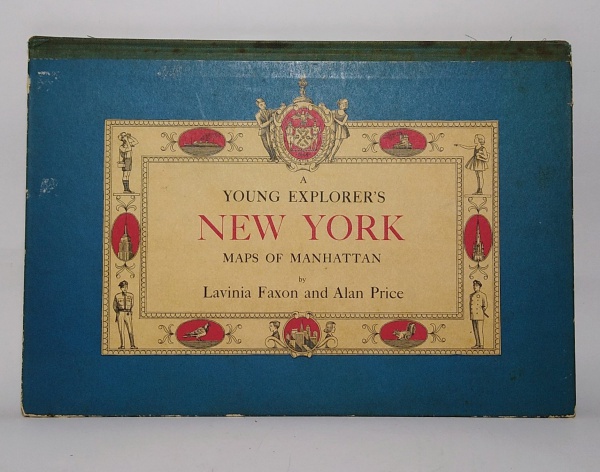 A
YOUNG EXPLORER'S
NEW YORK
MAPS OF MANHATTAN
by
Lavinia Faxon and Alan Price